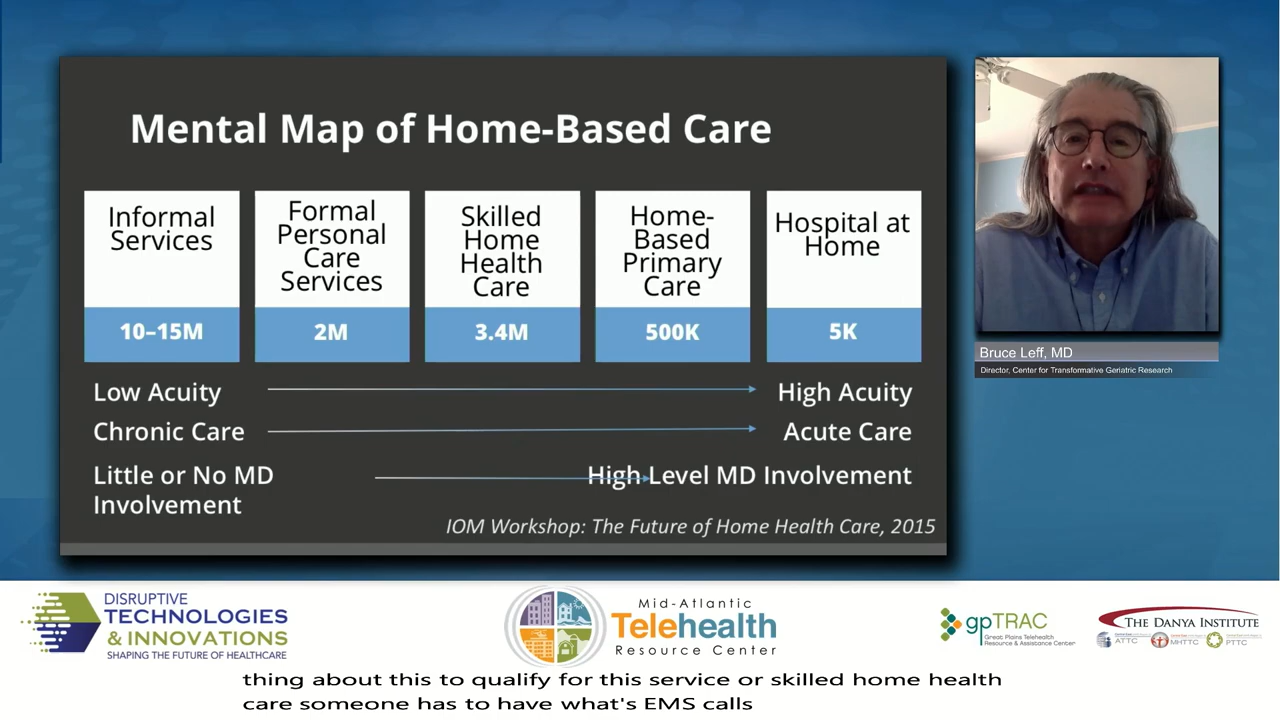 Mental Map of Home-Based Care
Informal
Services
10–15M
Formal
Personal
Care
Services
2M
Skilled
Home
Health
Care
3.4M
Home-
Based
Primary
Care
500K
Hospital at
Home
5K
Low Acuity
High Acuity
Chronic Care
Acute Care
Little or No MD
Involvement
High Level MD Involvement
IOM Workshop: The Future of Home Health Care, 2015
Bruce Leff, MD
Director, Center for Transformative Geriatric Research
DISRUPTIVE
TECHNOLOGIES
& INNOVATIONS
SHAPING THE FUTURE OF HEALTHCARE
Mid-Atlantic
Telehealth
Resource Center
gpTRAC
Great Plains Telehealth
Resource & Assistance Center
THE DANYA INSTITUTE
ATTC
MHTTC
PTTC
thing about this to qualify for this service or skilled home health
care someone has to have what's EMS calls